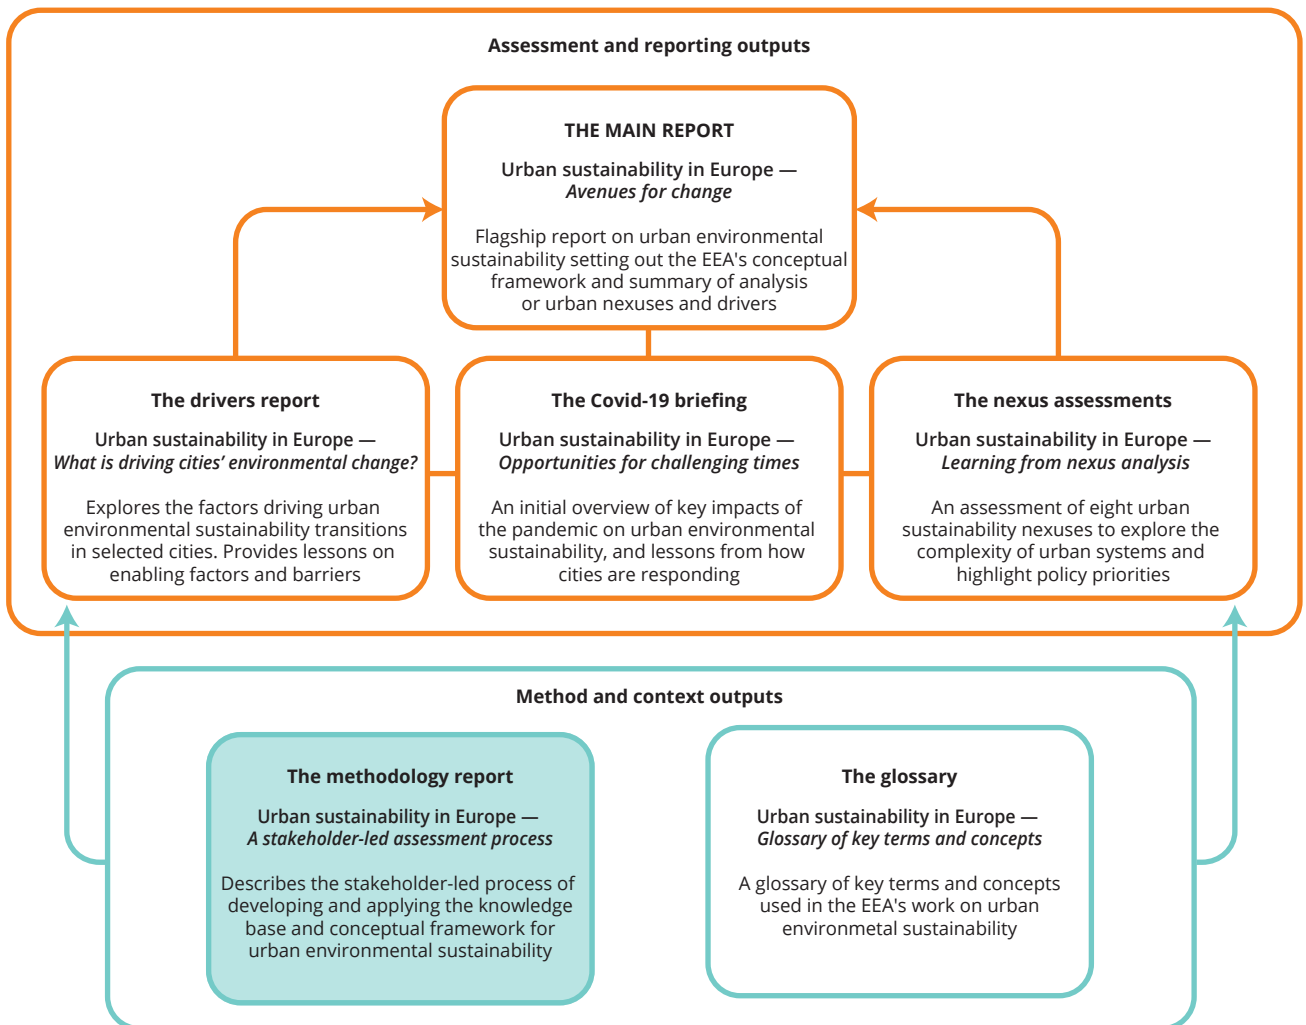 Assessment and reporting outputs
THE MAIN REPORT
Urban sustainability in Europe —
Avenues for change
Flagship report on urban environmental
sustainability setting out the EEA's conceptual
framework and summary of analysis
or urban nexuses and drivers
The drivers report
Urban sustainability in Europe —
What is driving cities’ environmental change?
Explores the factors driving urban
environmental sustainability transitions
in selected cities. Provides lessons on
enabling factors and barriers
The Covid-19 briefing
Urban sustainability in Europe —
Opportunities for challenging times
An initial overview of key impacts of
the pandemic on urban environmental
sustainability, and lessons from how
cities are responding
The nexus assessments
Urban sustainability in Europe —
Learning from nexus analysis
An assessment of eight urban
sustainability nexuses to explore the
complexity of urban systems and
highlight policy priorities
Method and context outputs
The methodology report
Urban sustainability in Europe —
A stakeholder-led assessment process
Describes the stakeholder-led process of
developing and applying the knowledge
base and conceptual framework for
urban environmental sustainability
The glossary
Urban sustainability in Europe —
Glossary of key terms and concepts
A glossary of key terms and concepts
used in the EEA's work on urban
environmetal sustainability